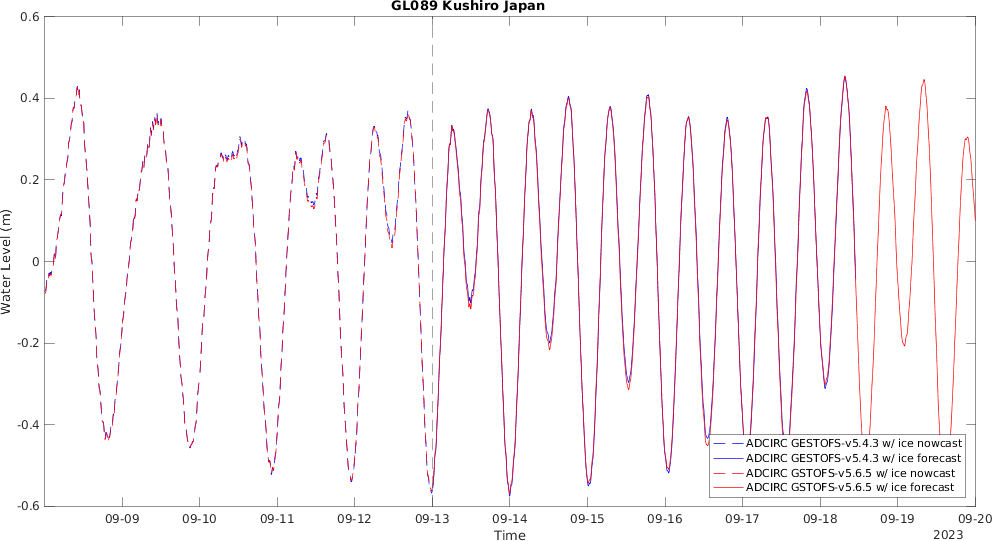 GL089 Kushiro Japan
0.6
0.4
0.2
0
-0.2
-0.4
-0.6
Water Level (m)
ADCIRC GESTOFS-v5.4.3 w/ ice nowcast
ADCIRC GESTOFS-v5.4.3 w/ ice forecast
ADCIRC GSTOFS-v5.6.5 w/ ice nowcast
ADCIRC GSTOFS-v5.6.5 w/ ice forecast
09-09 09-10 09-11 09-12 09-13 09-14 09-15 09-16 09-17 09-18 09-19 09-20
Time
2023